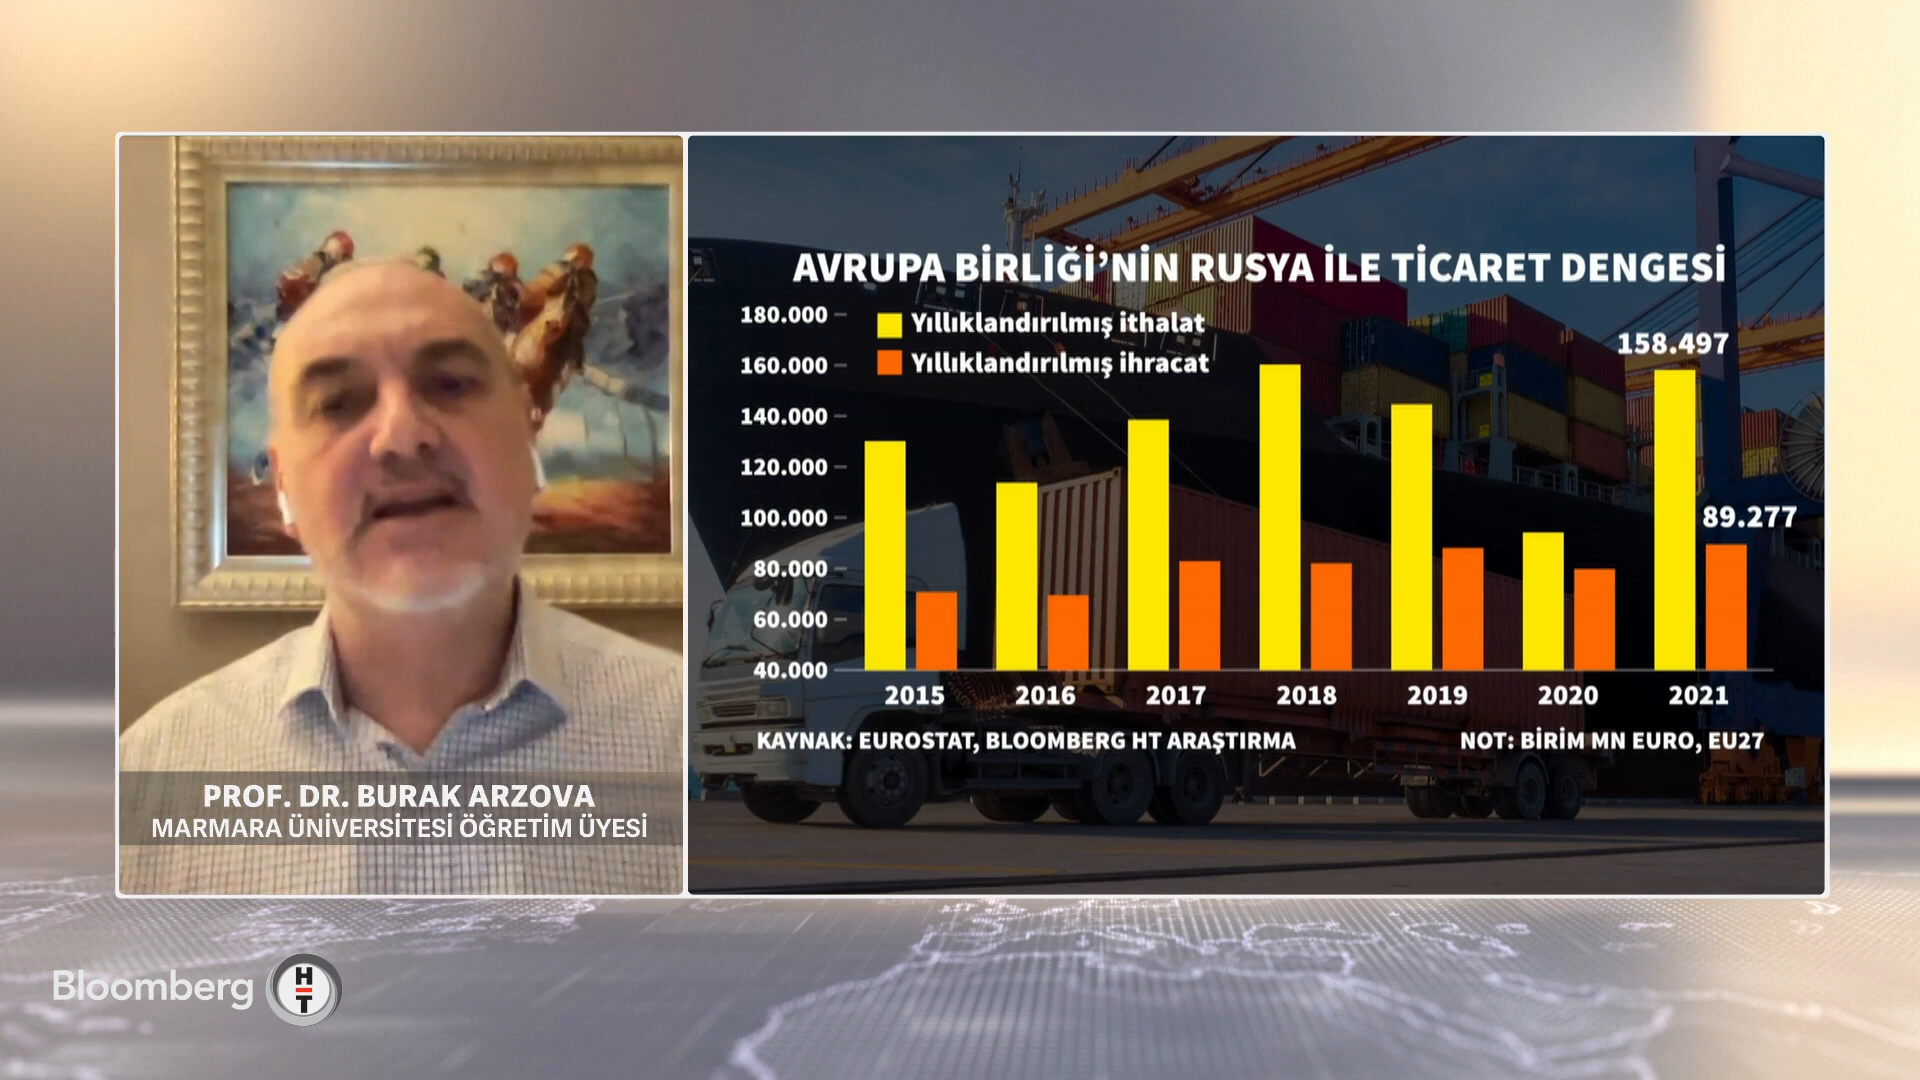 AVRUPA BİRLİĞİ'NİN RUSYA İLE TİCARET DENGESİ
180.000
160.000
140.000
120.000
100.000
80.000
60.000
40.000
Yıllıklandırılmış ithalat
Yıllıklandırılmış ihracat
158.497
89.277
2015 2016 2017 2018 2019 2020 2021
KAYNAK: EUROSTAT, BLOOMBERG HT ARAŞTIRMA
NOT: BİRİM MN EURO, EU27
PROF. DR. BURAK ARZOVA
MARMARA ÜNİVERSİTESİ ÖĞRETİM ÜYESİ
Bloomberg HT